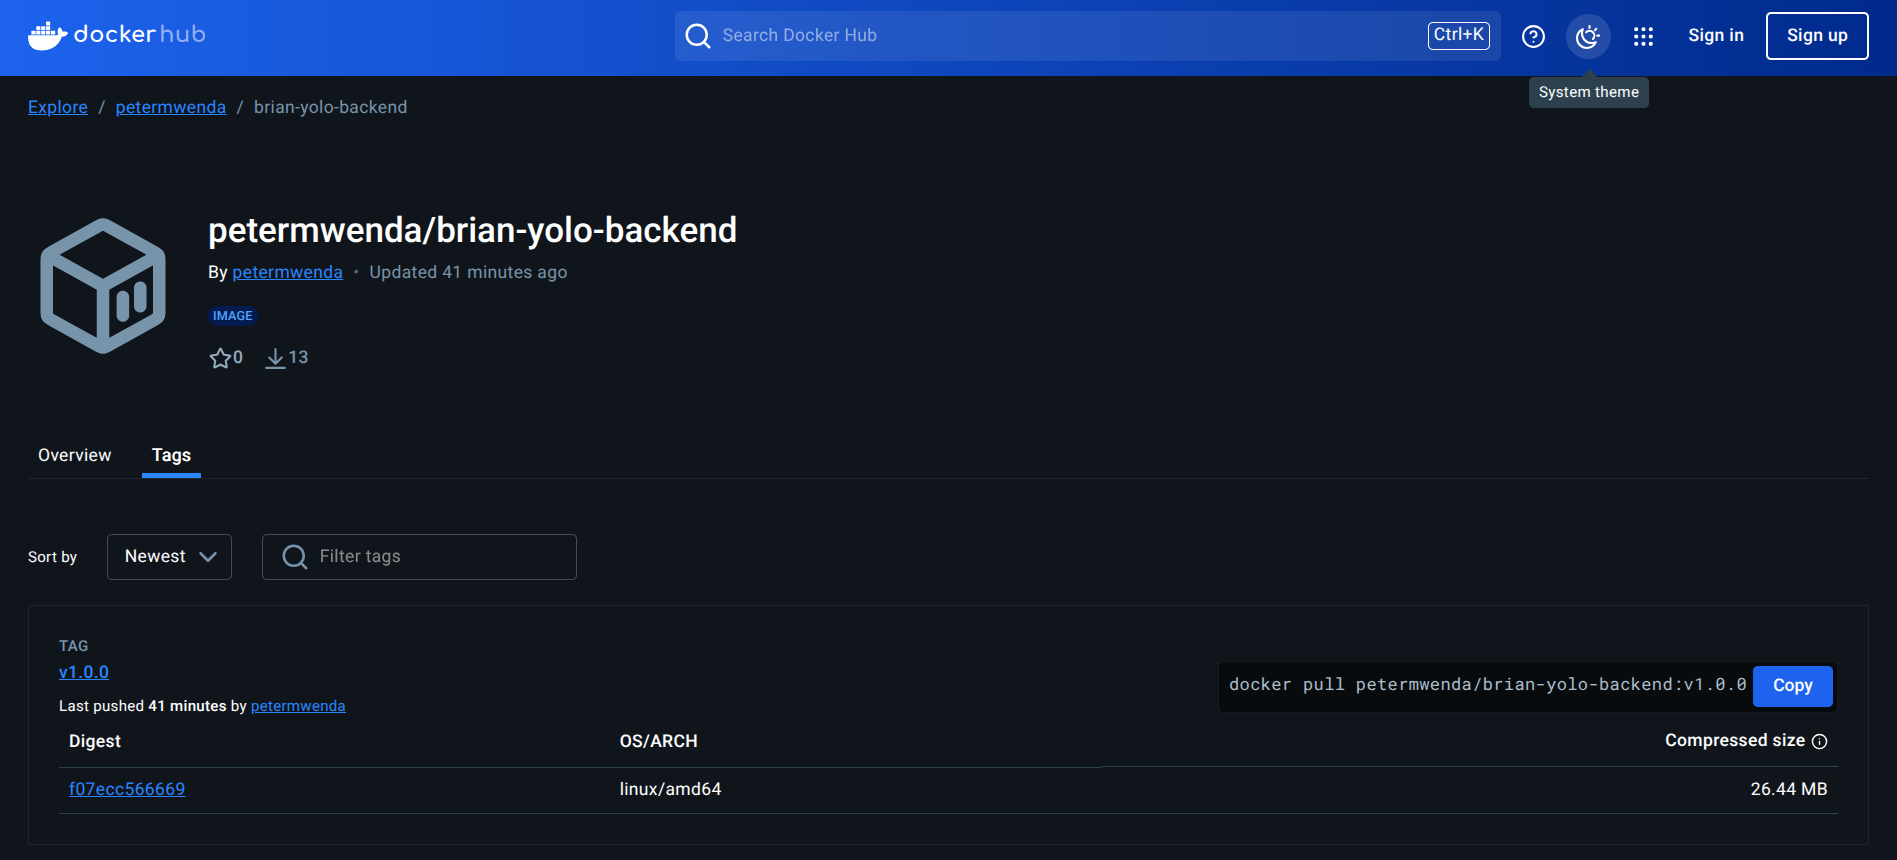 docker hub Search Docker Hub Ctrl+K Sign in Sign up
System theme
Explore / petermwenda / brian-yolo-backend
petermwenda/brian-yolo-backend
By petermwenda • Updated 41 minutes ago
IMAGE
0 13
Overview Tags
Sort by Newest Filter tags
TAG
v1.0.0
docker pull petermwenda/brian-yolo-backend:v1.0.0 Copy
Last pushed 41 minutes by petermwenda
Digest OS/ARCH Compressed size
f07ecc566669 linux/amd64 26.44 MB